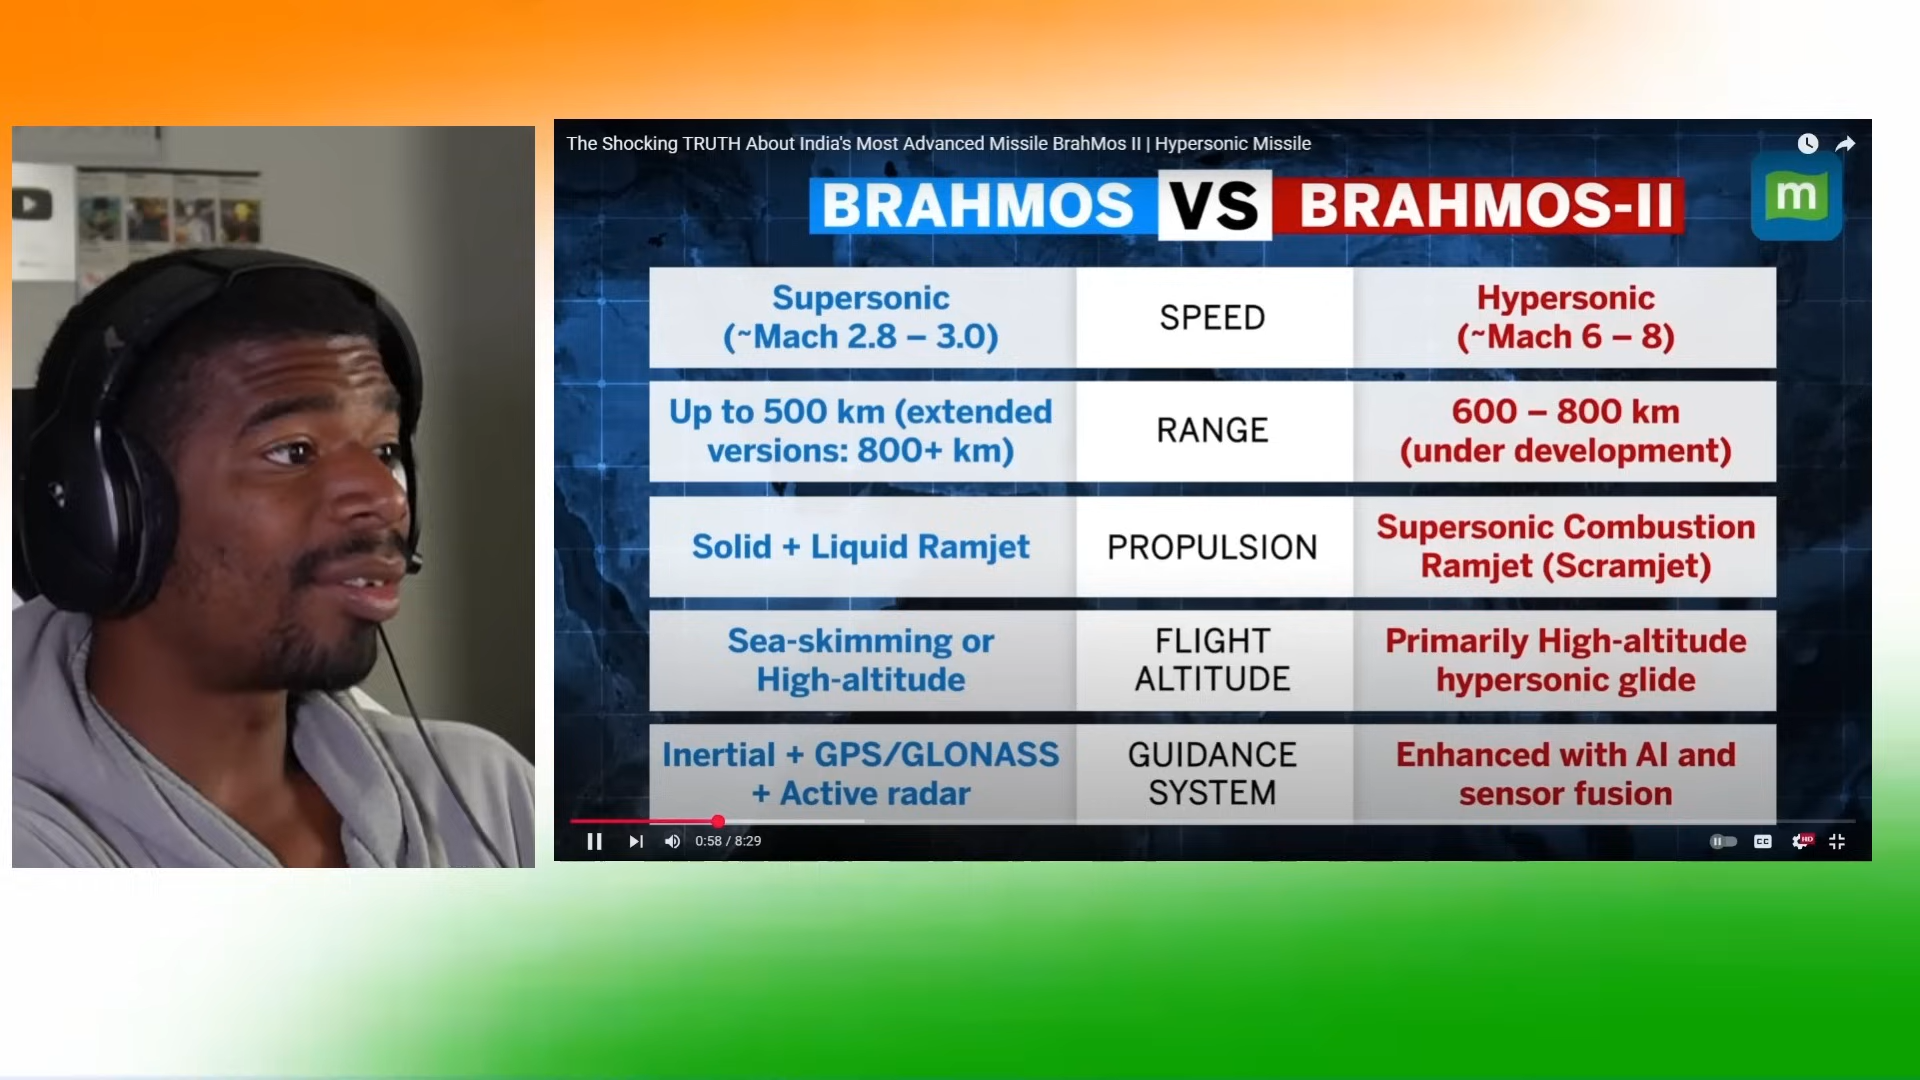 The Shocking TRUTH About India's Most Advanced Missile BrahMos II | Hypersonic Missile
m
BRAHMOS VS BRAHMOS-II
Supersonic
(~Mach 2.8 – 3.0)
SPEED
Hypersonic
(~Mach 6 – 8)
Up to 500 km (extended
versions: 800+ km)
RANGE
600 – 800 km
(under development)
Solid + Liquid Ramjet
PROPULSION
Supersonic Combustion
Ramjet (Scramjet)
Sea-skimming or
High-altitude
FLIGHT
ALTITUDE
Primarily High-altitude
hypersonic glide
Inertial + GPS/GLONASS
+ Active radar
GUIDANCE
SYSTEM
Enhanced with AI and
sensor fusion
0:58 / 8:29
CC
HD